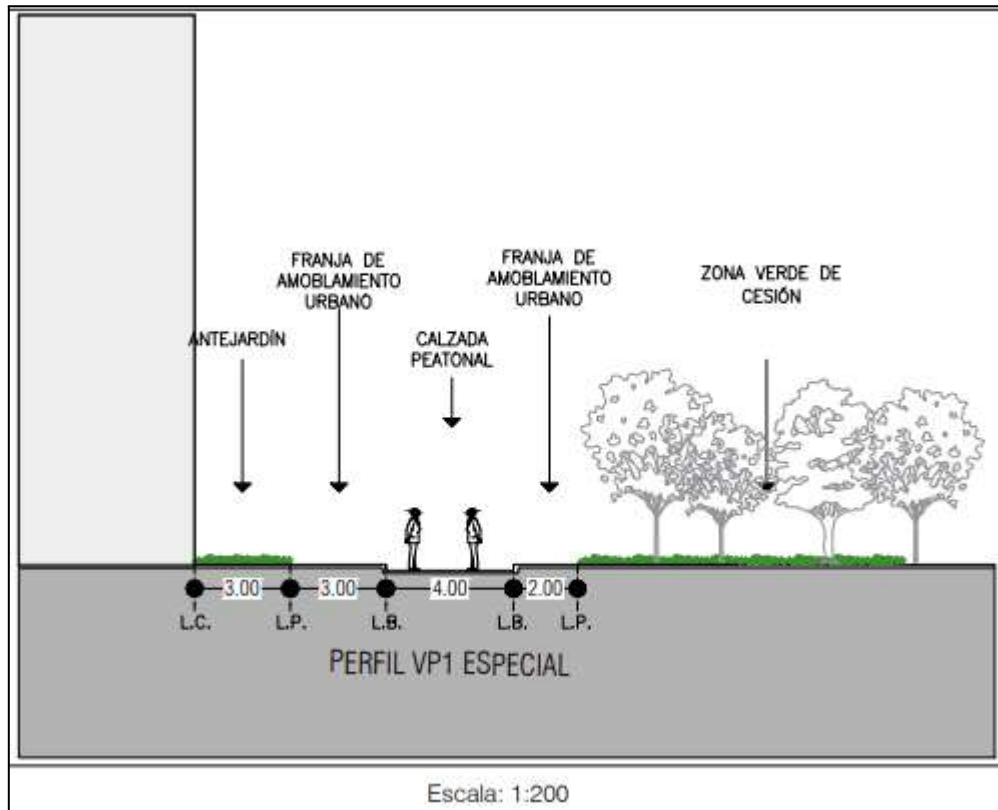 FRANJA DE
AMOBLAMIENTO
URBANO
FRANJA DE
AMOBLAMIENTO
URBANO
ZONA VERDE DE
CESIÓN
ANTEJARDÍN
CALZADA
PEATONAL
3.00 3.00 4.00 2.00
L.C. L.P. L.B. L.B. L.P.
PERFIL VP1 ESPECIAL
Escala: 1:200